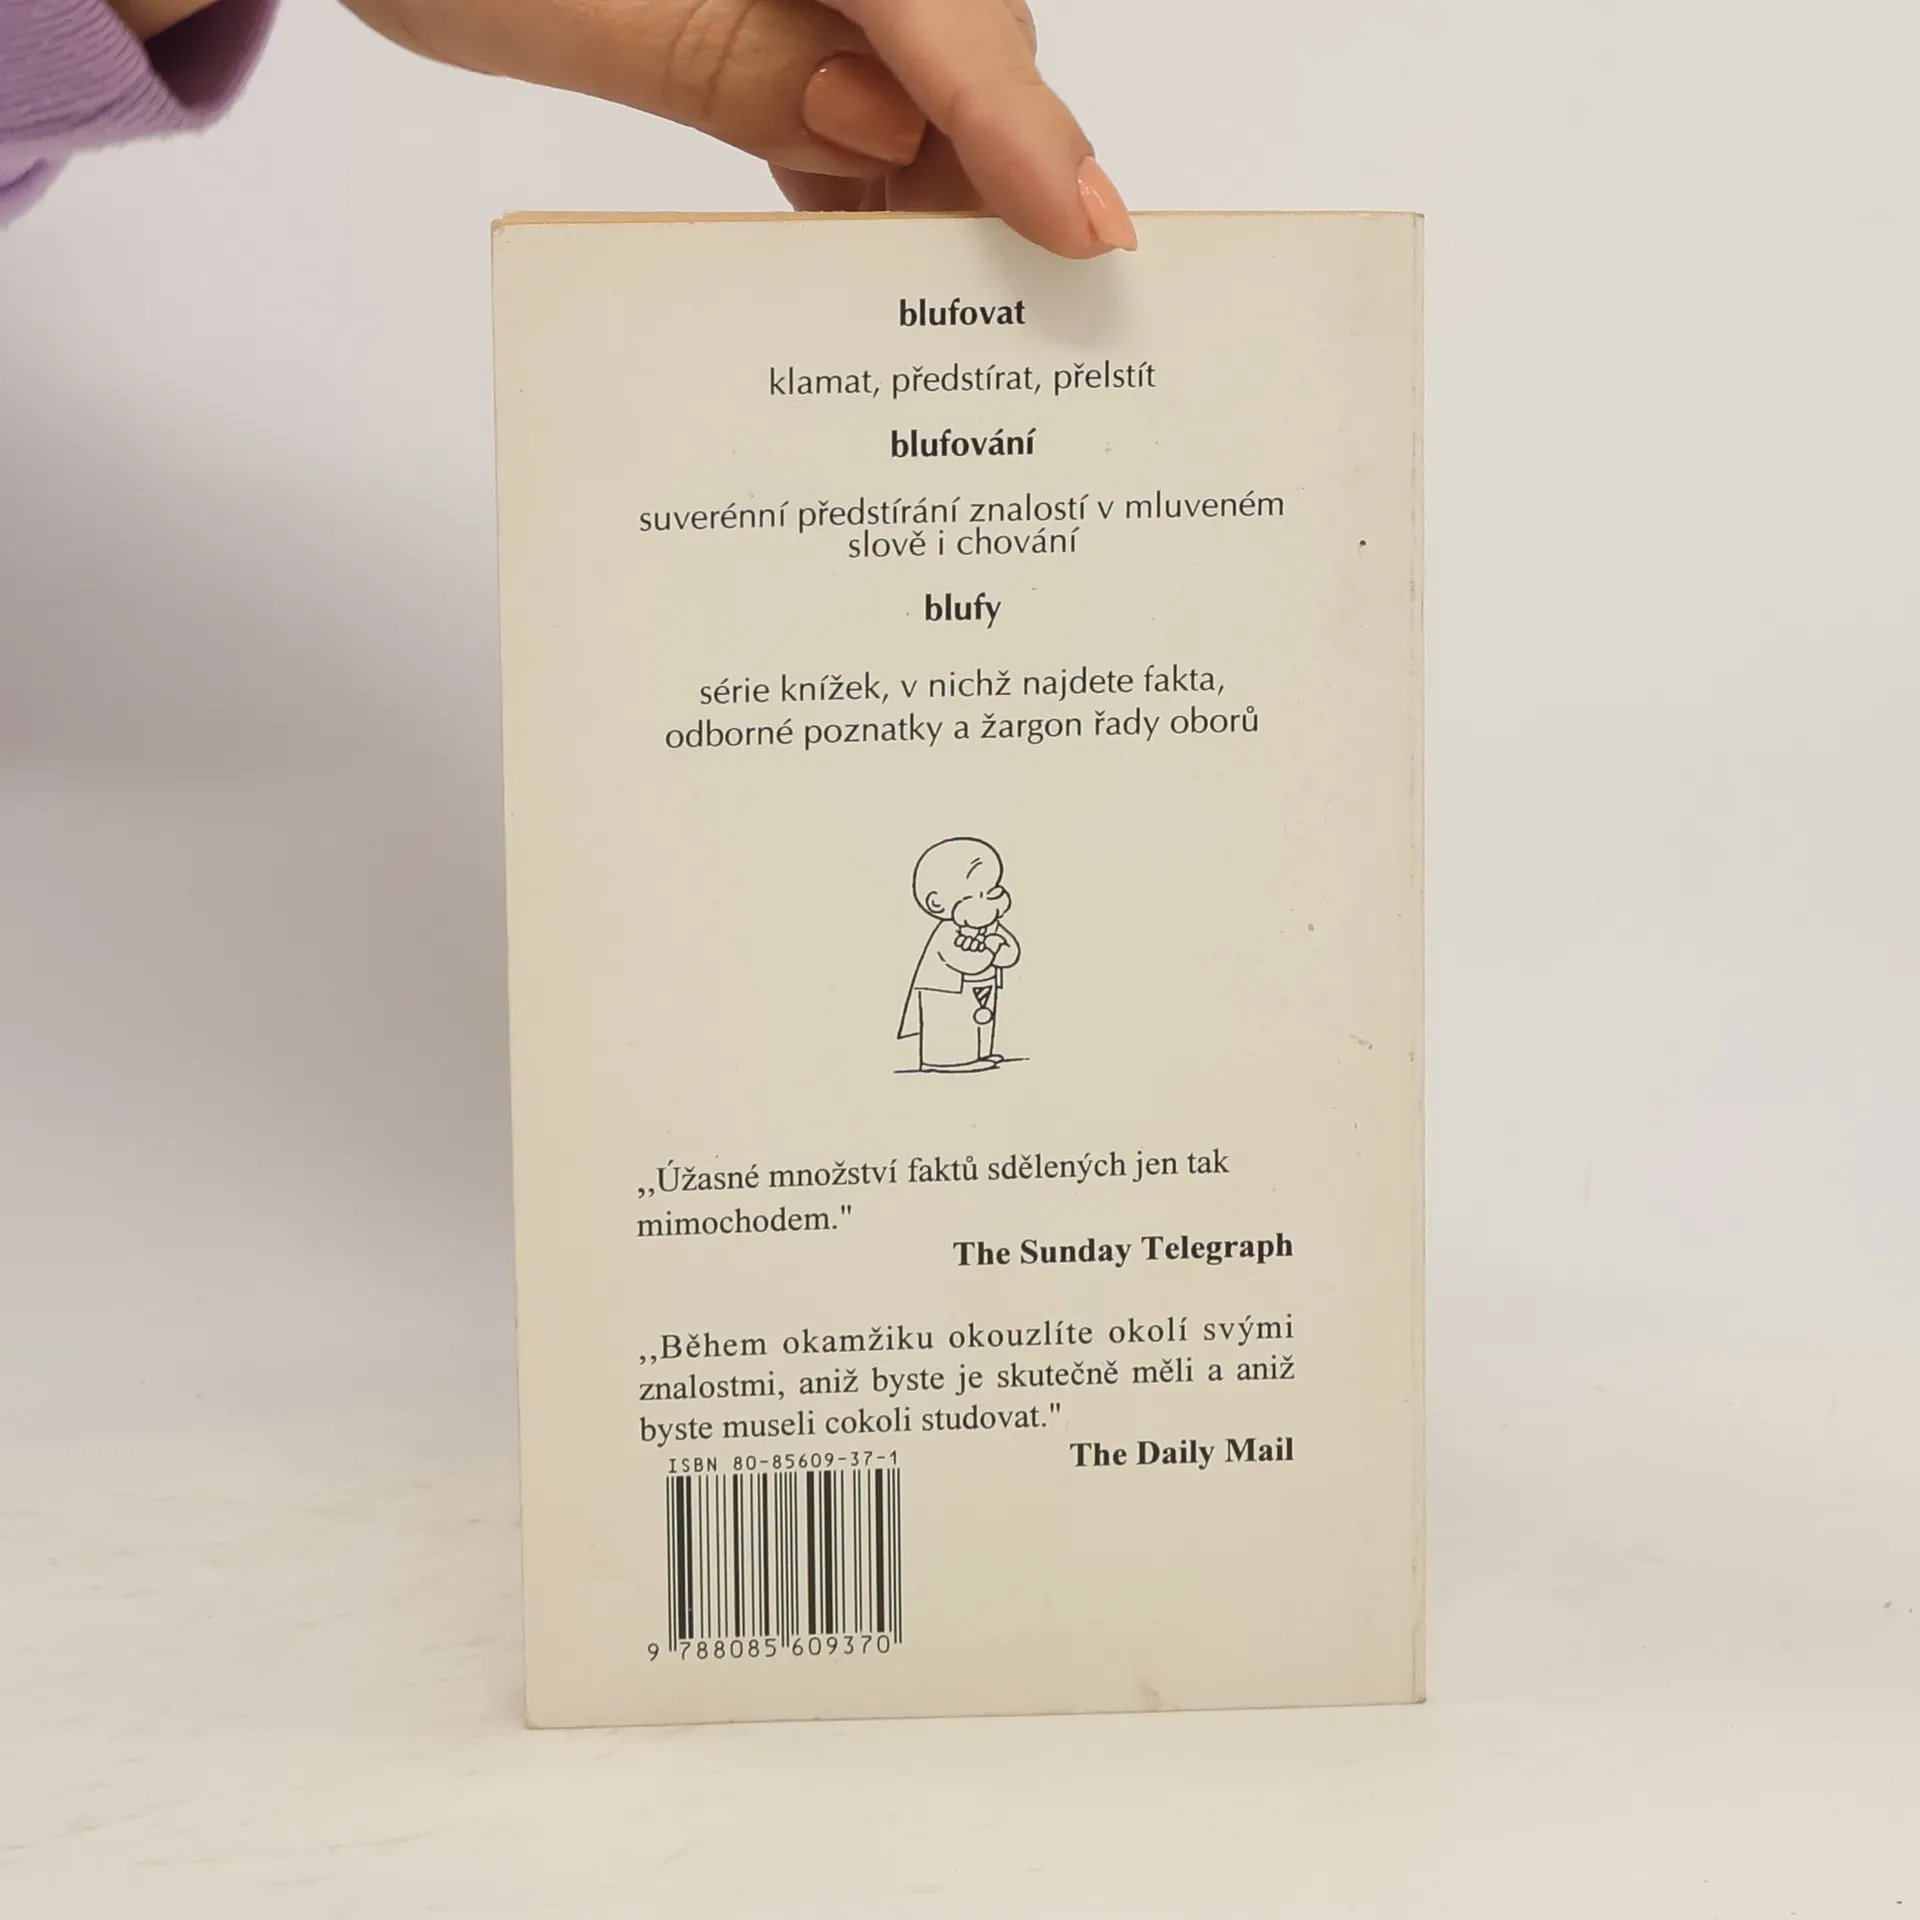 blufovat
klamat, předstírat, přelstít
blufování
suverénní předstírání znalostí v mluveném
slově i chování
blufy
série knížek, v nichž najdete fakta,
odborné poznatky a žargon řady oborů
,,Úžasné množství faktů sdělených jen tak
mimochodem."
The Sunday Telegraph
,,Během okamžiku okouzlíte okolí svými
znalostmi, aniž byste je skutečně měli a aniž
byste museli cokoli studovat."
The Daily Mail
ISBN 80-85609-37-1
9 788085 609370